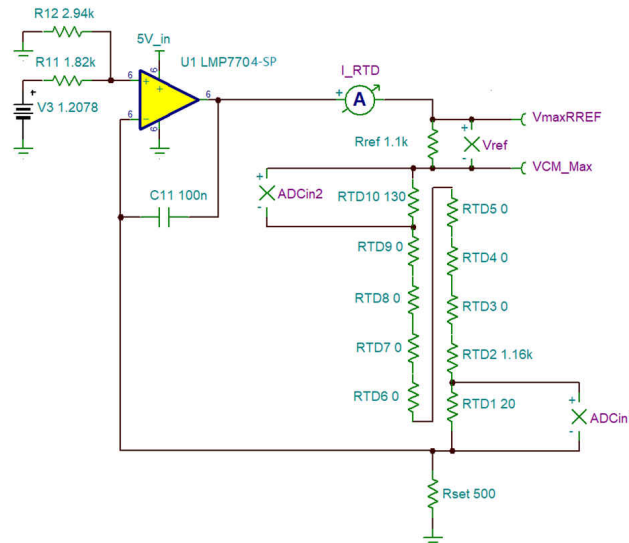 R12 2.94k
5V_in
R11 1.82k
U1 LMP7704-SP
I_RTD
6
6
+
+
6
+
A
VmaxRREF
V3 1.2078
+
6
-
6
Rref 1.1k
+
Vref
-
VCM_Max
C11 100n
+
ADCin2
-
RTD10 130
RTD5 0
RTD9 0
RTD4 0
RTD8 0
RTD3 0
RTD7 0
RTD2 1.16k
RTD6 0
RTD1 20
+
ADCin
-
Rset 500